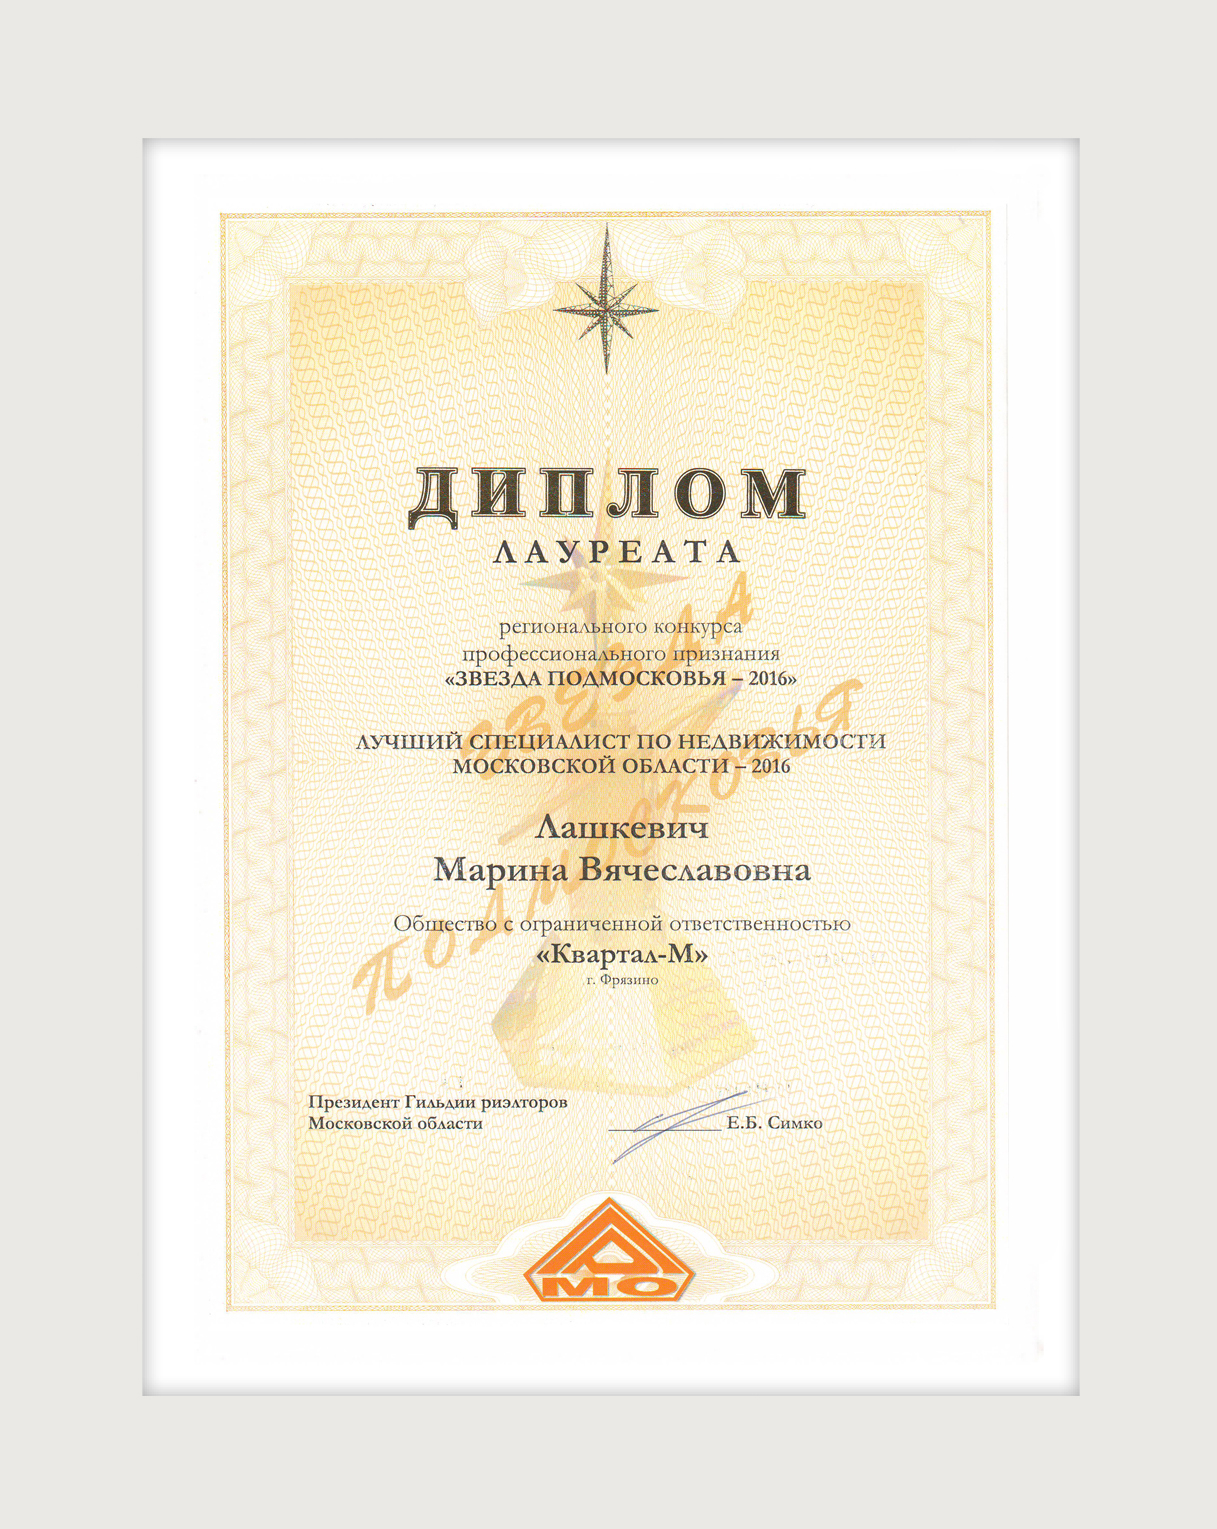 ДИПЛОМ
ЛАУРЕАТА
регионального конкурса
профессионального признания
«ЗВЕЗДА ПОДМОСКОВЬЯ – 2016»
ЗВЕЗДА
ПОДМОСКОВЬЯ
ЛУЧШИЙ СПЕЦИАЛИСТ ПО НЕДВИЖИМОСТИ
МОСКОВСКОЙ ОБЛАСТИ – 2016
Лашкевич
Марина Вячеславовна
Общество с ограниченной ответственностью
«Квартал-М»
г. Фрязино
Президент Гильдии риэлторов
Московской области
Е.Б. Симко
МО